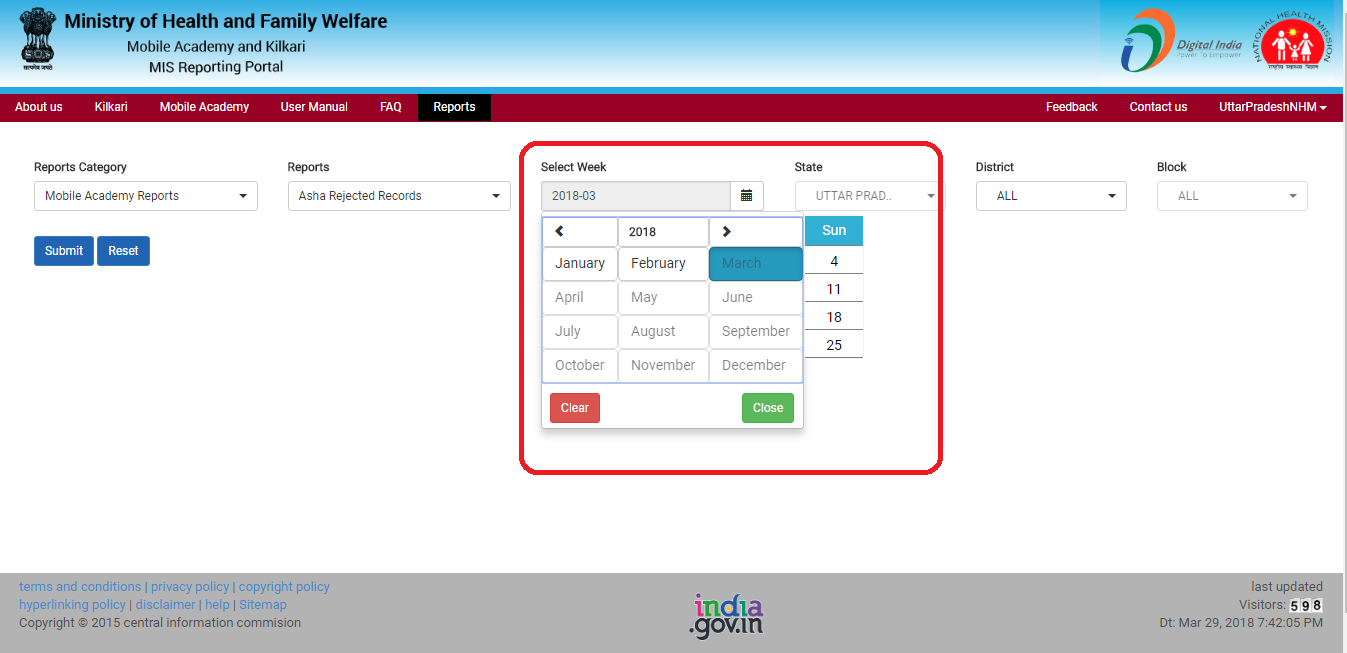 Ministry of Health and Family Welfare
Mobile Academy and Kilkari
MIS Reporting Portal
सत्यमेव जयते
Digital India
Power To Empower
NATIONAL HEALTH MISSION
राष्ट्रीय स्वास्थ्य मिशन
About us Kilkari Mobile Academy User Manual FAQ Reports Feedback Contact us UttarPradeshNHM
Reports Category Reports Select Week State District Block
Mobile Academy Reports Asha Rejected Records 2018-03 UTTAR PRAD.. ALL ALL
2018 Sun
Submit Reset
January February March 4
April May June 11
July August September 18
October November December 25
Clear Close
terms and conditions | privacy policy | copyright policy
hyperlinking policy | disclaimer | help | Sitemap
Copyright © 2015 central information commision
india
.gov.in
last updated
Visitors: 598
Dt: Mar 29, 2018 7:42:05 PM